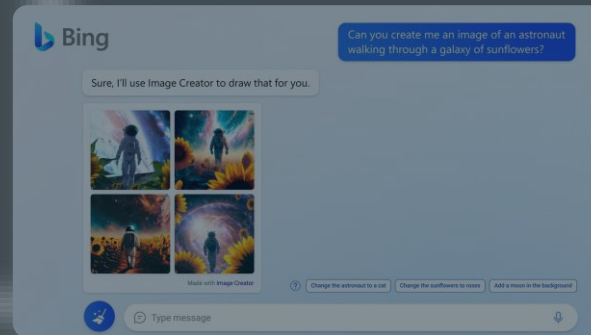 Bing
Can you create me an image of an astronaut
walking through a galaxy of sunflowers?
Sure, I'll use Image Creator to draw that for you.
Made with Image Creator
Change the astronaut to a cat
Change the sunflowers to roses
Add a moon in the background
Type message